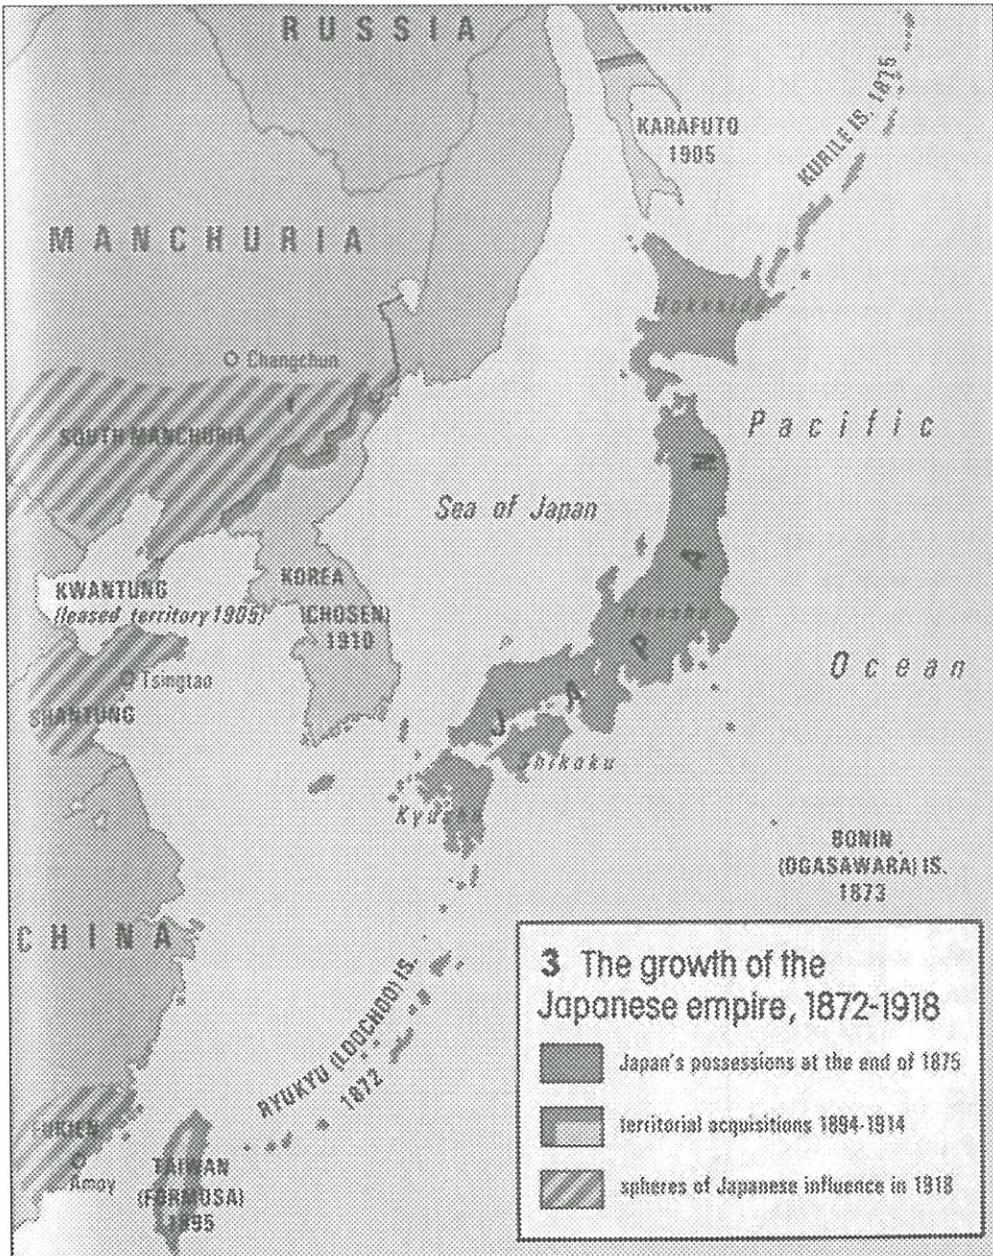 SAKHALIN
RUSSIA
KARAFUTO
1905
KURILE IS. 1875
MANCHURIA
Hokkaido
Changchun
SOUTH MANCHURIA
Pacific
Sea of Japan
KWANTUNG
(leased territory 1905)
KOREA
(CHOSEN)
1910
Honshu
JAPAN
Ocean
Tsingtao
SHANTUNG
Shikoku
Kyushu
BONIN
(OGASAWARA) IS.
1873
CHINA
RYUKYU (LOOCHOO) IS.
1872
FUKIEN
Amoy
TAIWAN
(FORMOSA)
1895
3 The growth of the
Japanese empire, 1872-1918
Japan's possessions at the end of 1875
territorial acquisitions 1894-1914
spheres of Japanese influence in 1918